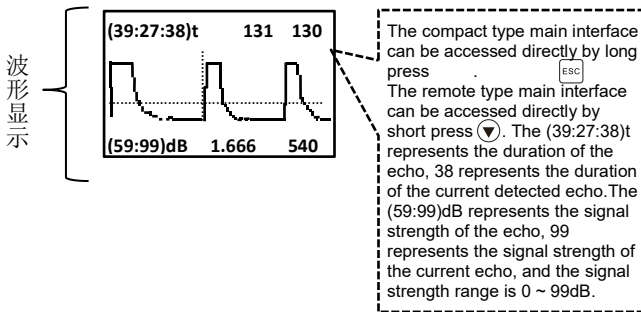 波形显示
(39:27:38)t 131 130
(59:99)dB 1.666 540
The compact type main interface
can be accessed directly by long
press . ESC
The remote type main interface
can be accessed directly by
short press ▼. The (39:27:38)t
represents the duration of the
echo, 38 represents the duration
of the current detected echo.The
(59:99)dB represents the signal
strength of the echo, 99
represents the signal strength of
the current echo, and the signal
strength range is 0 ~ 99dB.